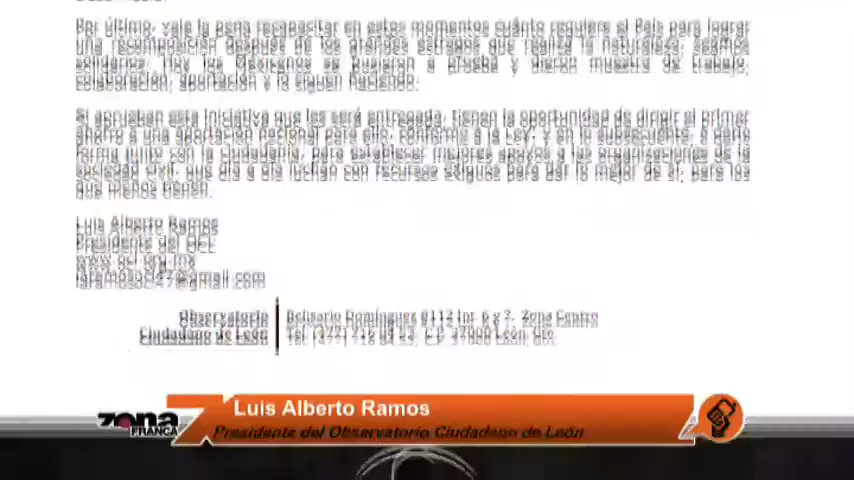 Por último, vale la pena recapacitar en estos momentos cuánto requiere el País para lograr
una recomposición después de los grandes estragos que realiza la naturaleza; seamos
solidarios, hoy los Mexicanos se pusieron a prueba y dieron muestra de trabajo,
colaboración, aportación y lo siguen haciendo.
Si aprueban esta iniciativa que les será entregada, tienen la oportunidad de dirigir el primer
ahorro a una aportación nacional para ello, conforme a la Ley; y en lo subsecuente, a darle
forma junto con la ciudadanía, para establecer mejores apoyos a las organizaciones de la
sociedad civil, que día a día luchan con recursos exiguos para dar lo mejor de sí, para los
que menos tienen.
Luis Alberto Ramos
Presidente del OCL
www.ocl.org.mx
@gmail.com
Observatorio
Ciudadano de León
Belisario Domínguez #112 Int. 6 y 7, Zona Centro
Tel. (477) 716 C.P. 37000 León, Gto.
zona
FRANCA
Luis Alberto Ramos
Presidente del Observatorio Ciudadano de León